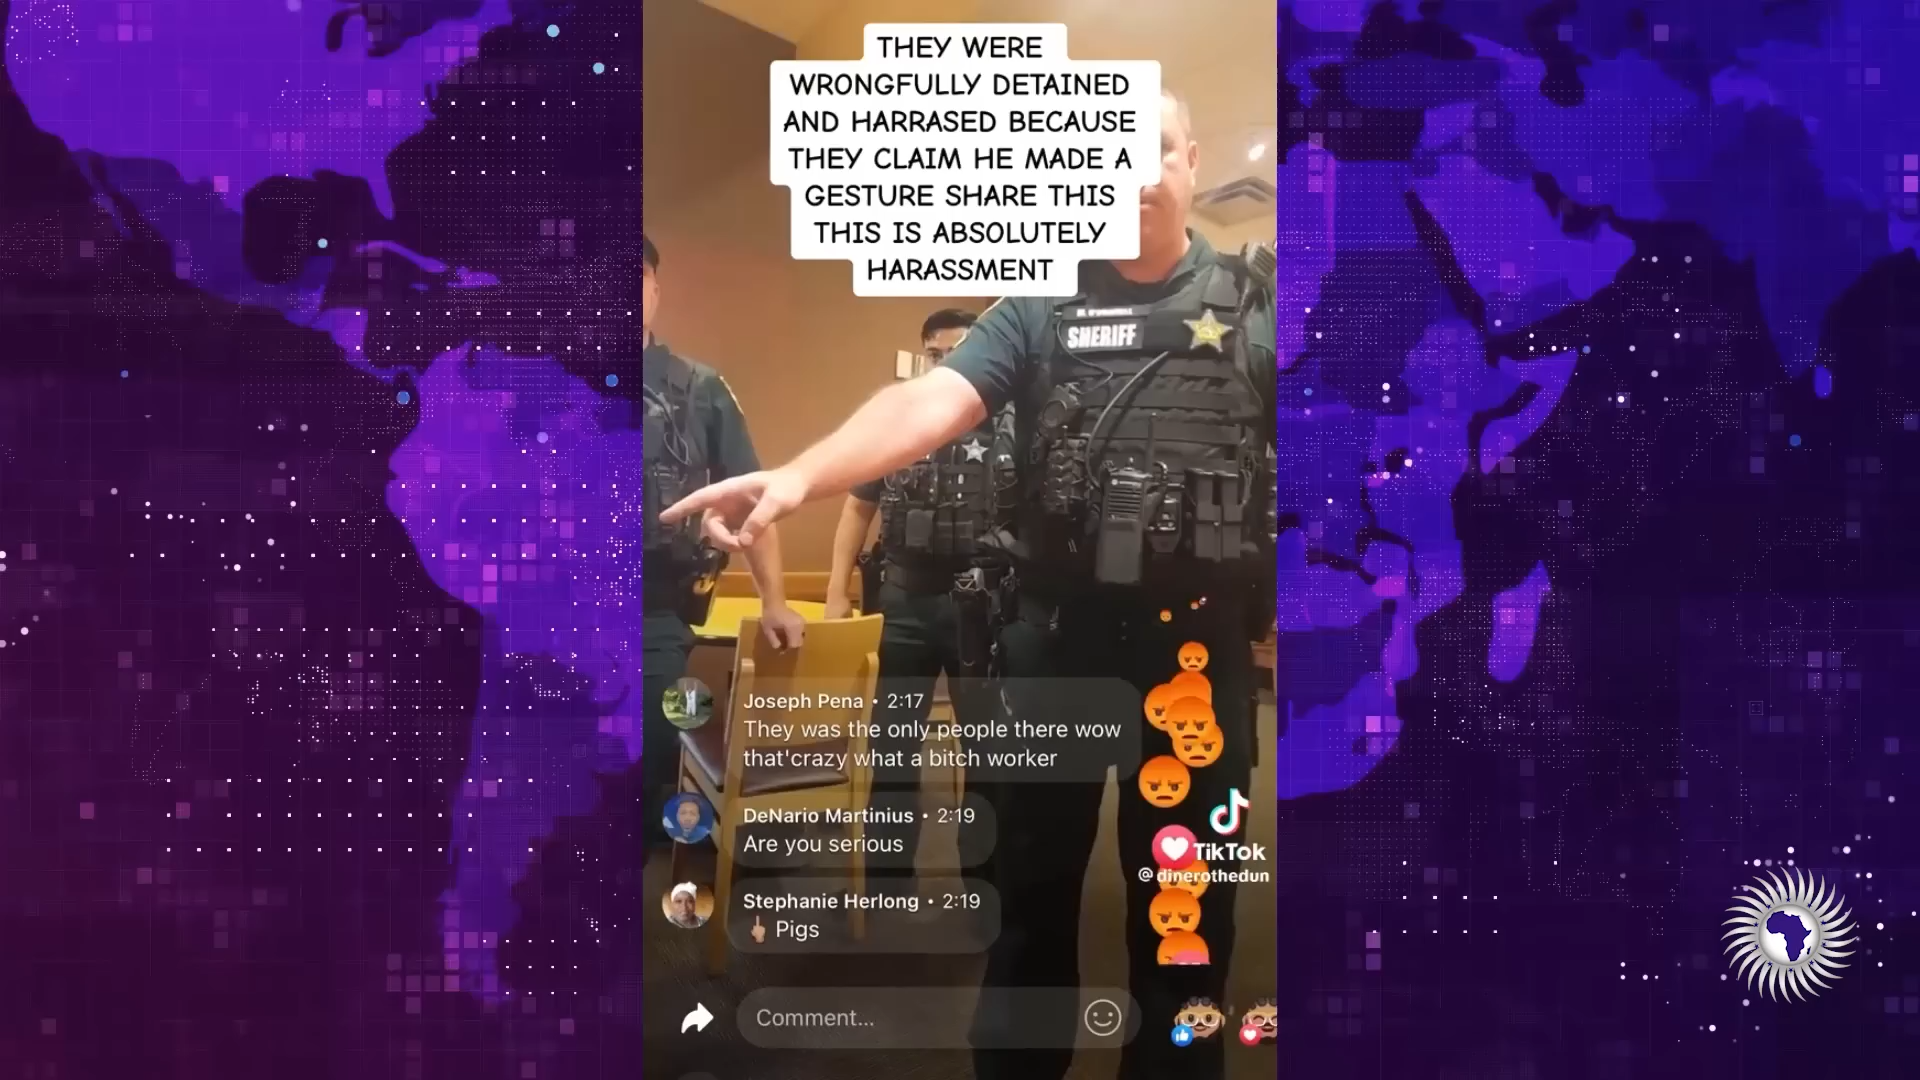 THEY WERE
WRONGFULLY DETAINED
AND HARRASED BECAUSE
THEY CLAIM HE MADE A
GESTURE SHARE THIS
THIS IS ABSOLUTELY
HARASSMENT
SHERIFF
Joseph Pena • 2:17
They was the only people there wow
that'crazy what a bitch worker
DeNario Martinius • 2:19
Are you serious
Stephanie Herlong • 2:19
🖕🏽 Pigs
TikTok
@dinerothedun
Comment...